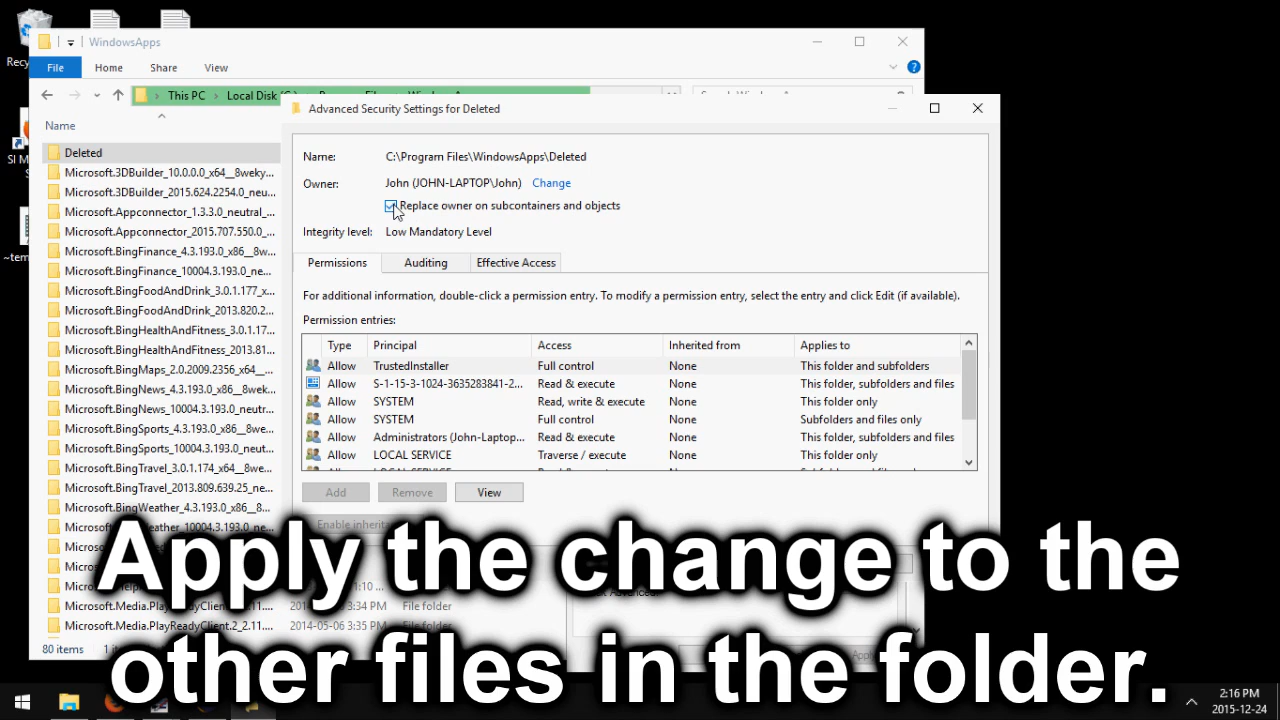 WindowsApps
File Home Share View
This PC > Local Disk
Advanced Security Settings for Deleted
Name
Deleted
Microsoft.3DBuilder_10.0.0.0_x64__8weky...
Microsoft.3DBuilder_2015.624.2254.0_neu...
Microsoft.Appconnector_1.3.3.0_neutral_...
Microsoft.Appconnector_2015.707.550.0_...
Microsoft.BingFinance_4.3.193.0_x86__8w...
Microsoft.BingFinance_10004.3.193.0_ne...
Microsoft.BingFoodAndDrink_3.0.1.177_x...
Microsoft.BingFoodAndDrink_2013.820.2...
Microsoft.BingHealthAndFitness_3.0.1.17...
Microsoft.BingHealthAndFitness_2013.81...
Microsoft.BingMaps_2.0.2009.2356_x64__...
Microsoft.BingNews_4.3.193.0_x86__8wek...
Microsoft.BingNews_10004.3.193.0_neutr...
Microsoft.BingSports_4.3.193.0_x86__8we...
Microsoft.BingSports_10004.3.193.0_neut...
Microsoft.BingTravel_3.0.1.174_x64__8we...
Microsoft.BingTravel_2013.809.639.25_ne...
Microsoft.BingWeather_4.3.193.0_x86__8...
Microsoft.Media.PlayReadyClient.2_2.11....
80 items
Name: C:\Program Files\WindowsApps\Deleted
Owner: John (JOHN-LAPTOP\John) Change
Replace owner on subcontainers and objects
Integrity level: Low Mandatory Level
Permissions Auditing Effective Access
For additional information, double-click a permission entry. To modify a permission entry, select the entry and click Edit (if available).
Permission entries:
Type Principal Access Inherited from Applies to
Allow TrustedInstaller Full control None This folder and subfolders
Allow S-1-15-3-1024-3635283841-2... Read & execute None This folder, subfolders and files
Allow SYSTEM Read, write & execute None This folder only
Allow SYSTEM Full control None Subfolders and files only
Allow Administrators (John-Laptop... Read & execute None This folder, subfolders and files
Allow LOCAL SERVICE Traverse / execute None This folder only
Add Remove View
3:34 PM File folder
2014-05-06 3:35 PM File folder
Apply the change to the
other files in the folder.
2:16 PM
2015-12-24